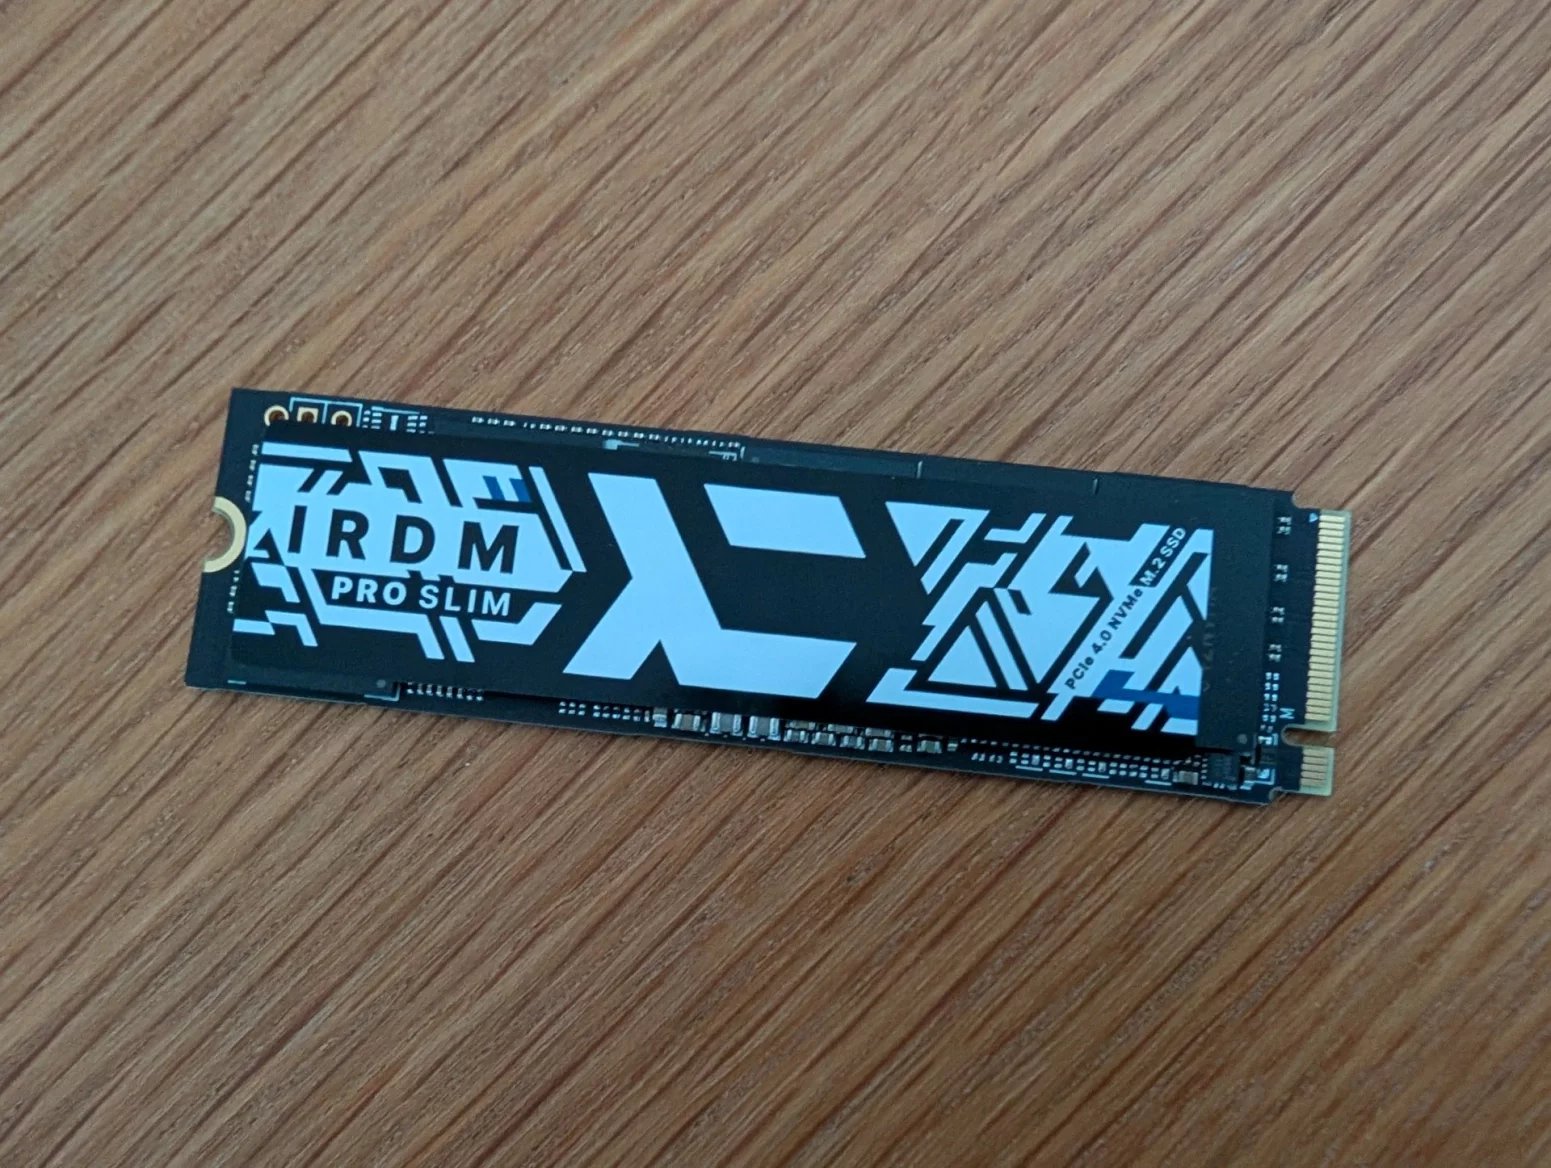 IRDM
PRO SLIM
PCIe 4.0 NVMe M.2 SSD
M